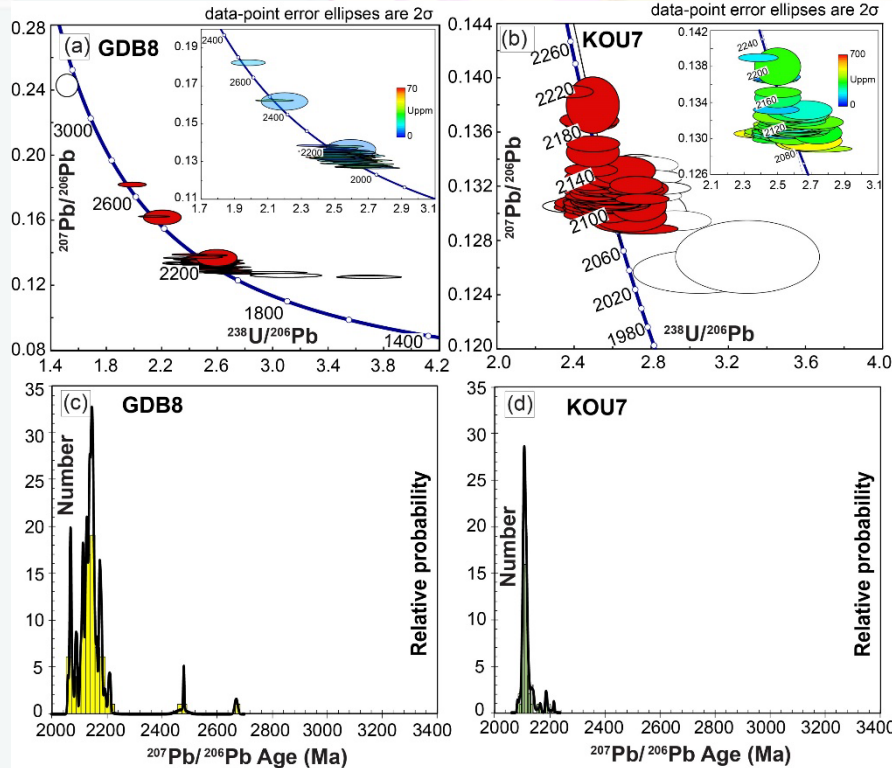 data-point error ellipses are 2σ
(a) GDB8
0.28
0.24
0.20
0.16
0.12
0.08
²⁰⁷Pb/²⁰⁶Pb
3000
2600
2200
1800
1400
²³⁸U/²⁰⁶Pb
1.4 1.8 2.2 2.6 3.0 3.4 3.8 4.2
0.19
0.17
0.15
0.13
0.11
2400
2600
2400
2200
2000
70
Uppm
0
1.7 2.1 2.3 2.7 2.9 3.1
data-point error ellipses are 2σ
(b) KOU7
0.144
0.140
0.136
0.132
0.128
0.124
0.120
²⁰⁷Pb/²⁰⁶Pb
2260
2220
2180
2140
2100
2060
2020
1980
²³⁸U/²⁰⁶Pb
2.0 2.4 2.8 3.2 3.6 4.0
0.142
0.138
0.134
0.130
0.126
2240
2200
2160
2120
2080
700
Uppm
0
2.1 2.3 2.5 2.7 2.9 3.1
(c) GDB8
35
30
25
20
15
10
5
0
Number
Relative probability
2000 2200 2400 2600 2800 3000 3200 3400
²⁰⁷Pb/²⁰⁶Pb Age (Ma)
(d) KOU7
35
30
25
20
15
10
5
0
Number
Relative probability
2000 2200 2400 2600 2800 3000 3200 3400
²⁰⁷Pb/²⁰⁶Pb Age (Ma)